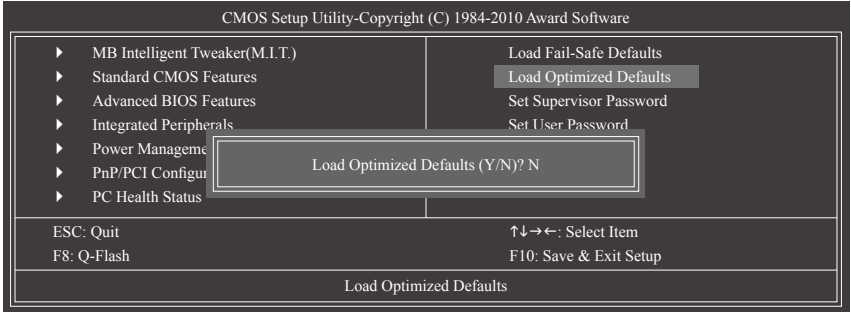 CMOS Setup Utility-Copyright (C) 1984-2010 Award Software
MB Intelligent Tweaker(M.I.T.)
Standard CMOS Features
Advanced BIOS Features
Integrated Peripherals
Power Manageme
PnP/PCI Configur
PC Health Status
Load Fail-Safe Defaults
Load Optimized Defaults
Set Supervisor Password
Set User Password
Load Optimized Defaults (Y/N)? N
ESC: Quit
↑↓→←: Select Item
F8: Q-Flash
F10: Save & Exit Setup
Load Optimized Defaults